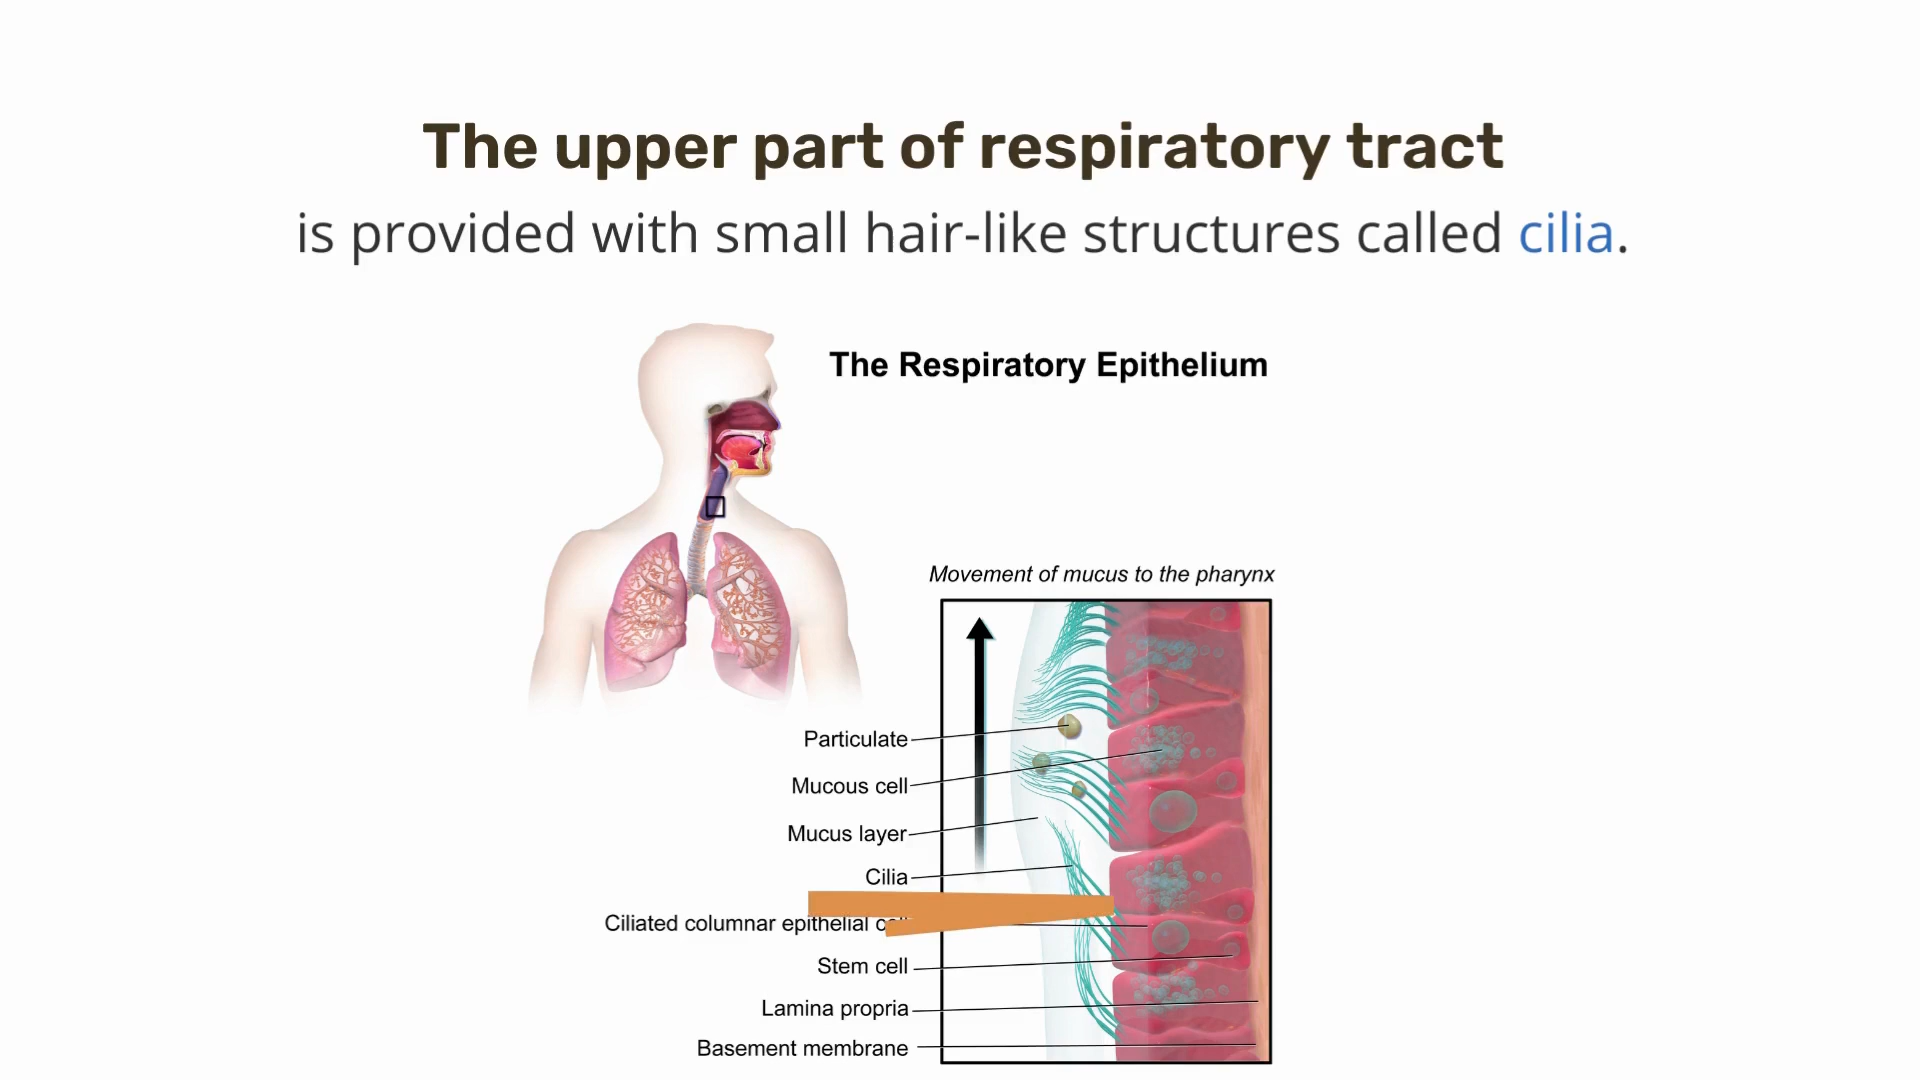 The upper part of respiratory tract
is provided with small hair-like structures called cilia.
The Respiratory Epithelium
Movement of mucus to the pharynx
Particulate
Mucous cell
Mucus layer
Cilia
Ciliated columnar epithelial
Stem cell
Lamina propria
Basement membrane